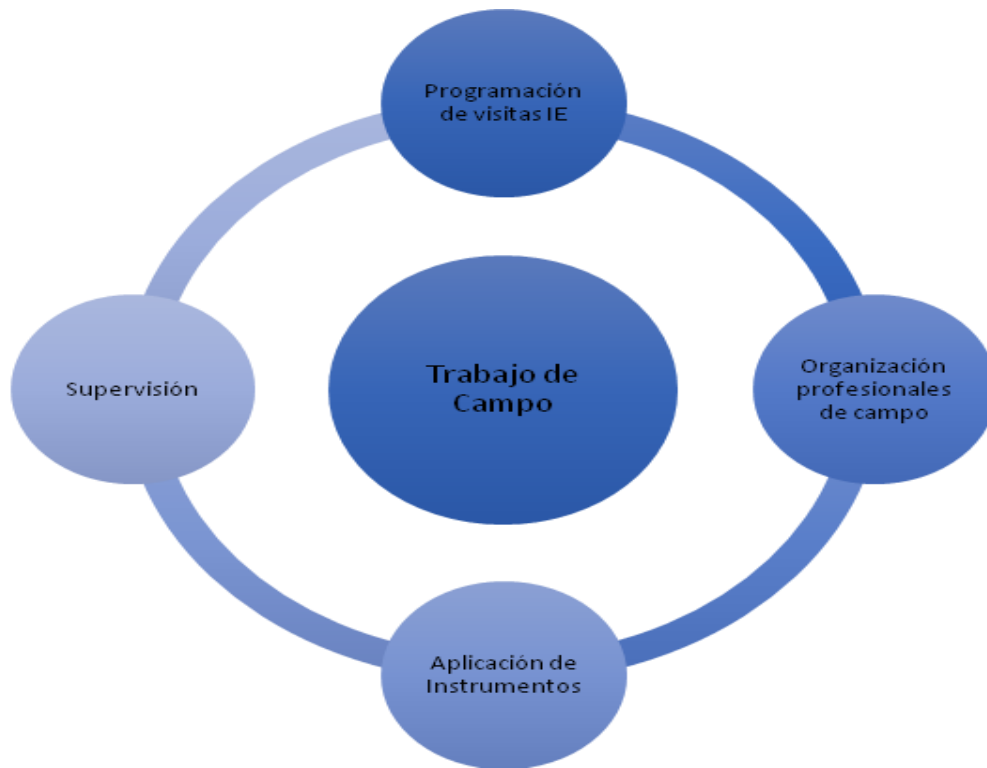 Programación
de visitas IE
Trabajo de
Campo
Organización
profesionales
de campo
Supervisión
Aplicación de
Instrumentos